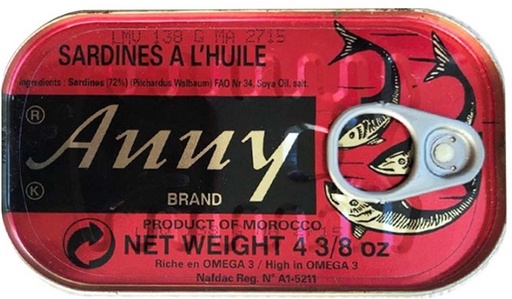 LMV 138 G MA 2715
SARDINES A L'HUILE
Ingredients : Sardines (72%) (Pilchardus Walbaum) FAO Nr 34, Soya Oil, salt.
®
Anny
K
BRAND
PRODUCT OF MOROCCO
NET WEIGHT 4 3/8 oz
Riche en OMEGA 3 / High in OMEGA 3
Nafdac Reg. N° A1-5211